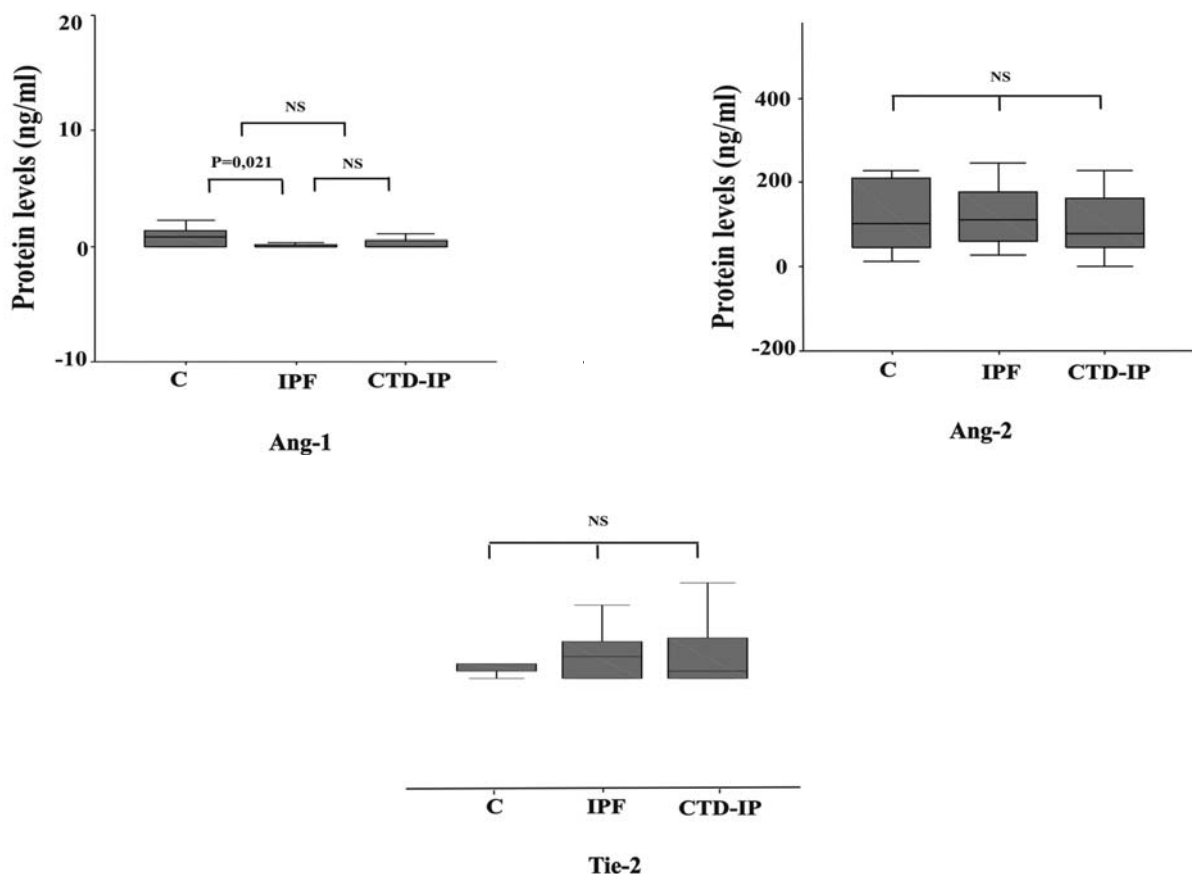 Protein levels (ng/ml)
20
10
0
-10
NS
P=0,021
NS
C IPF CTD-IP
Ang-1
Protein levels (ng/ml)
400
200
0
-200
NS
C IPF CTD-IP
Ang-2
NS
C IPF CTD-IP
Tie-2